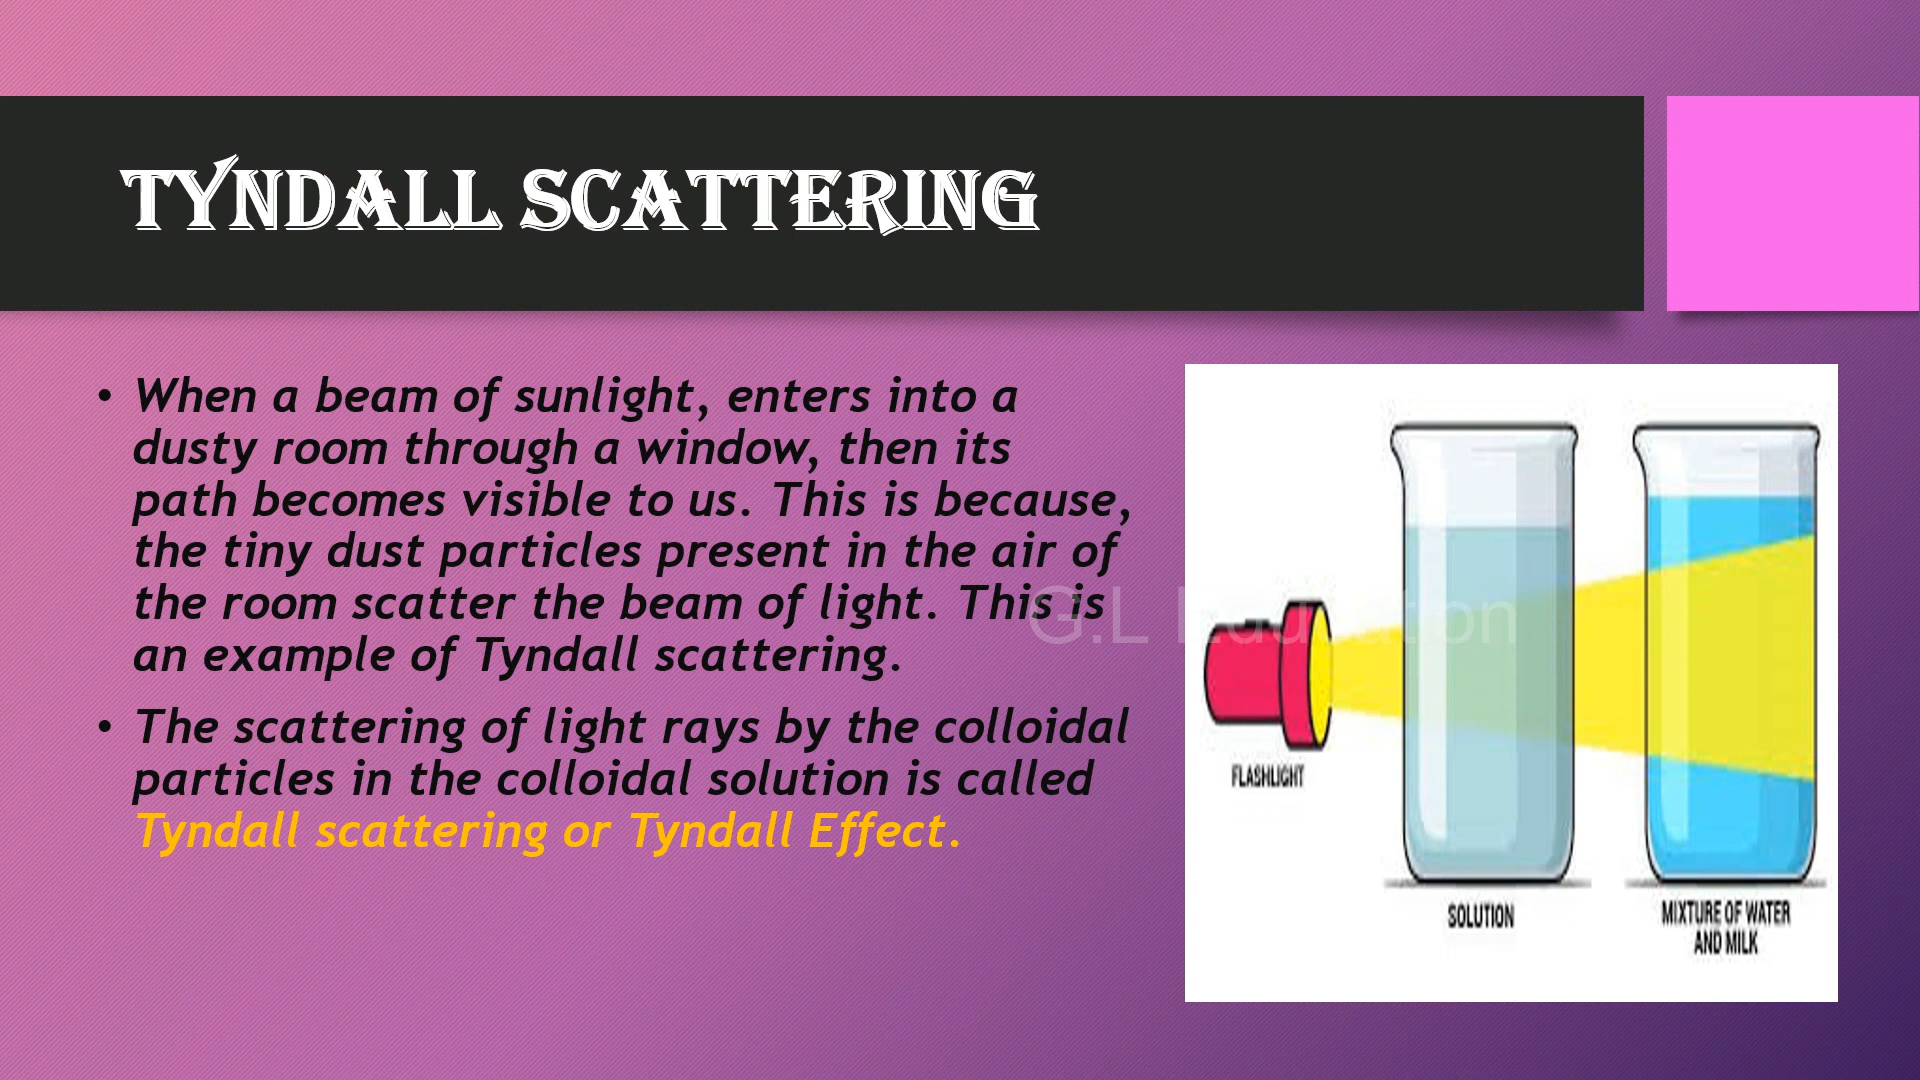 TYNDALL SCATTERING
• When a beam of sunlight, enters into a
dusty room through a window, then its
path becomes visible to us. This is because,
the tiny dust particles present in the air of
the room scatter the beam of light. This is
an example of Tyndall scattering.
• The scattering of light rays by the colloidal
particles in the colloidal solution is called
Tyndall scattering or Tyndall Effect.
G.L Education
FLASHLIGHT
SOLUTION
MIXTURE OF WATER
AND MILK